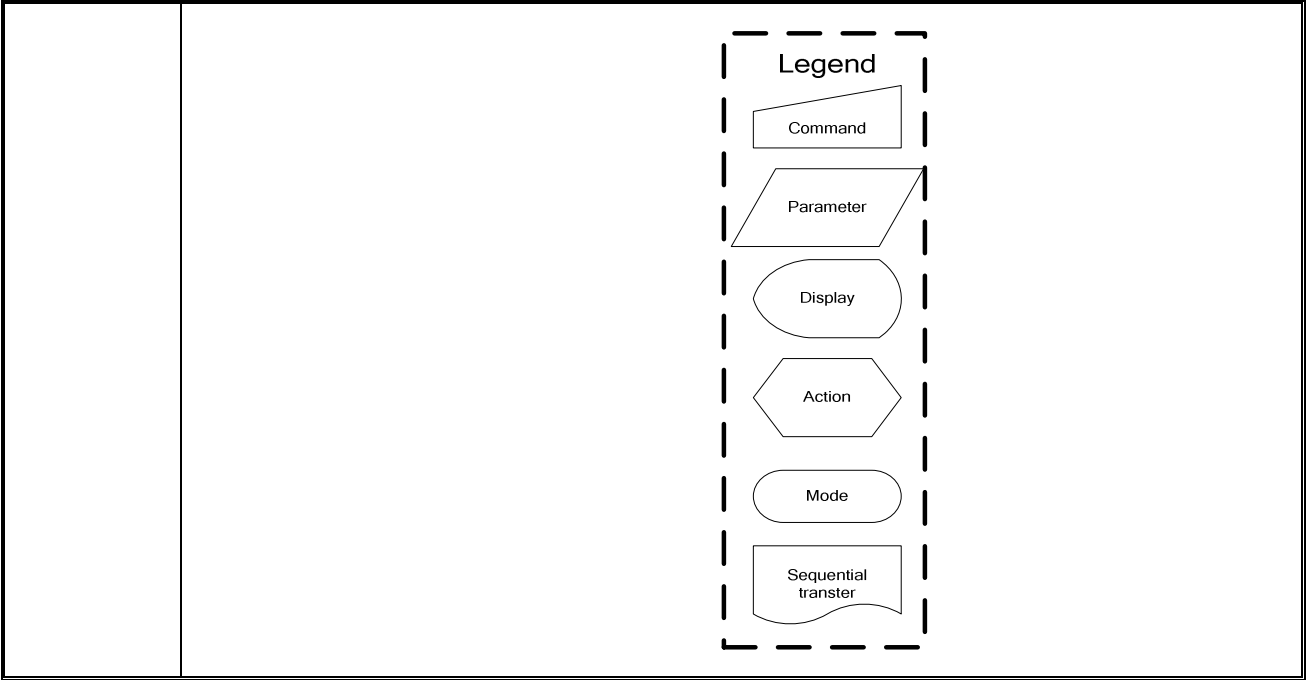 Legend
Command
Parameter
Display
Action
Mode
Sequential
transter